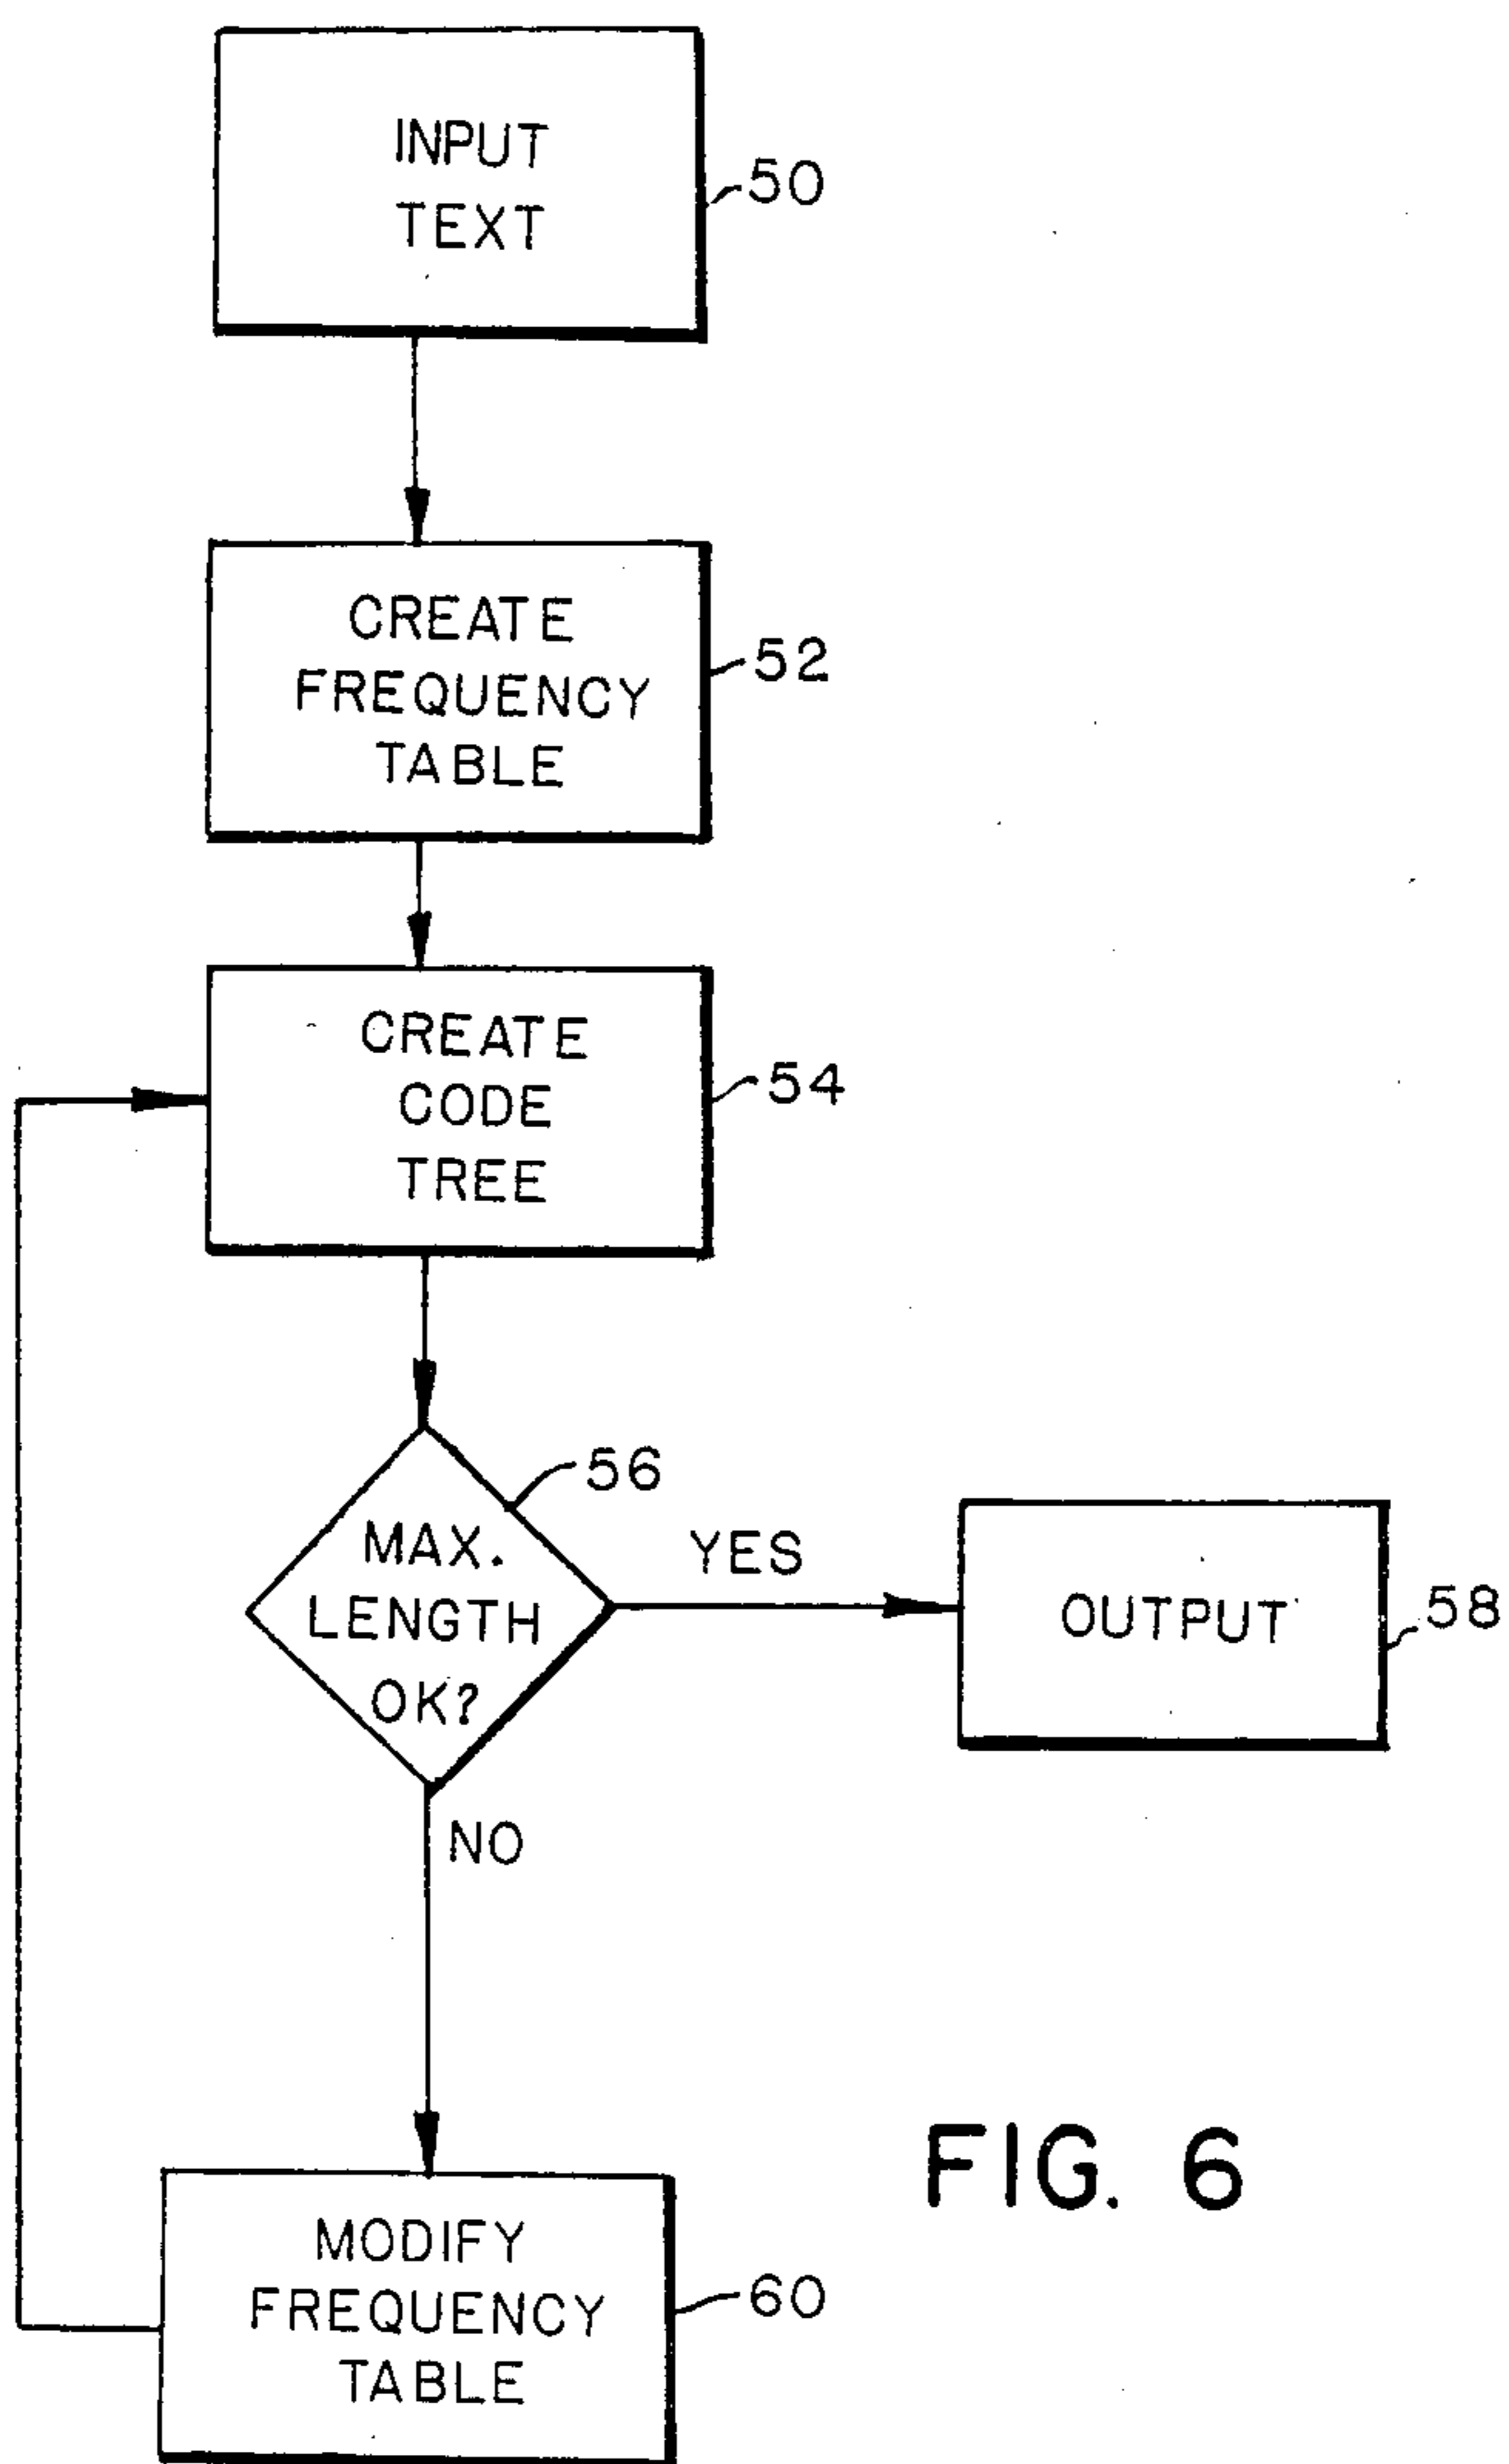 INPUT
TEXT
50
CREATE
FREQUENCY
TABLE
52
CREATE
CODE
TREE
54
56
MAX.
LENGTH
OK?
YES
OUTPUT
58
NO
MODIFY
FREQUENCY
TABLE
60
FIG. 6